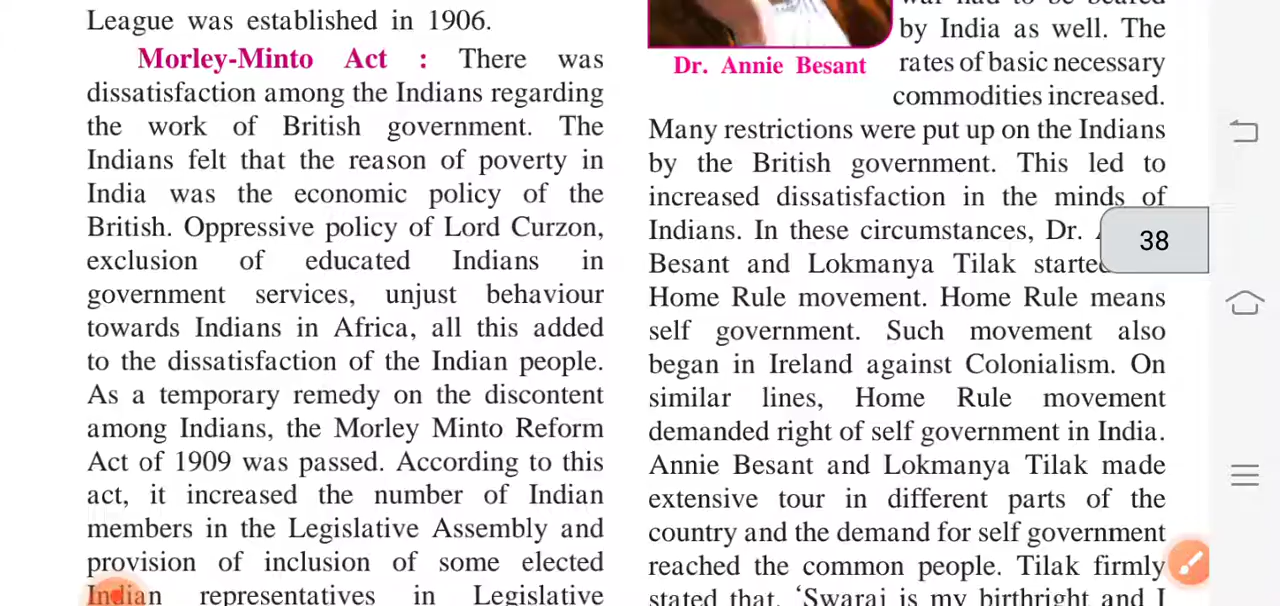 League was established in 1906.
Morley-Minto Act : There was
dissatisfaction among the Indians regarding
the work of British government. The
Indians felt that the reason of poverty in
India was the economic policy of the
British. Oppressive policy of Lord Curzon,
exclusion of educated Indians in
government services, unjust behaviour
towards Indians in Africa, all this added
to the dissatisfaction of the Indian people.
As a temporary remedy on the discontent
among Indians, the Morley Minto Reform
Act of 1909 was passed. According to this
act, it increased the number of Indian
members in the Legislative Assembly and
provision of inclusion of some elected
Indian representatives in Legislative
Dr. Annie Besant
war had to be beared
by India as well. The
rates of basic necessary
commodities increased.
Many restrictions were put up on the Indians
by the British government. This led to
increased dissatisfaction in the minds of
Indians. In these circumstances, Dr.
Besant and Lokmanya Tilak started
Home Rule movement. Home Rule means
self government. Such movement also
began in Ireland against Colonialism. On
similar lines, Home Rule movement
demanded right of self government in India.
Annie Besant and Lokmanya Tilak made
extensive tour in different parts of the
country and the demand for self government
reached the common people. Tilak firmly
stated that, ‘Swaraj is my birthright and I
38